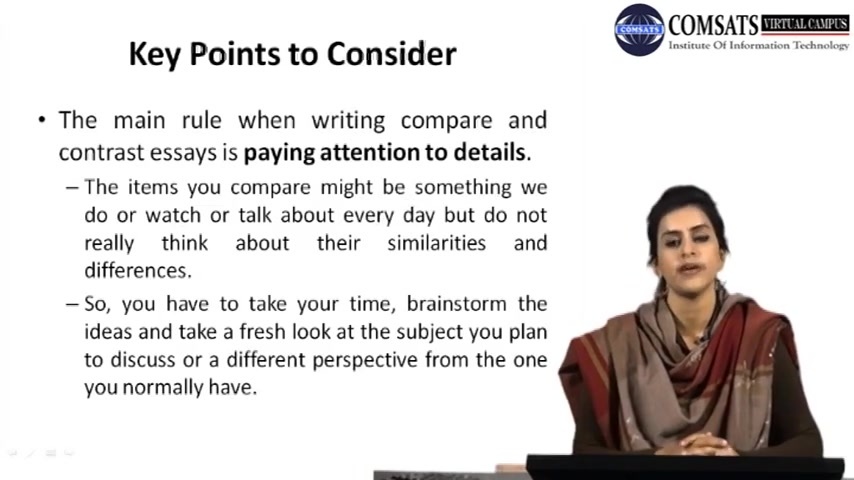 COMSATS
COMSATS VIRTUAL CAMPUS
Institute Of Information Technology
Key Points to Consider
• The main rule when writing compare and
contrast essays is paying attention to details.
– The items you compare might be something we
do or watch or talk about every day but do not
really think about their similarities and
differences.
– So, you have to take your time, brainstorm the
ideas and take a fresh look at the subject you plan
to discuss or a different perspective from the one
you normally have.